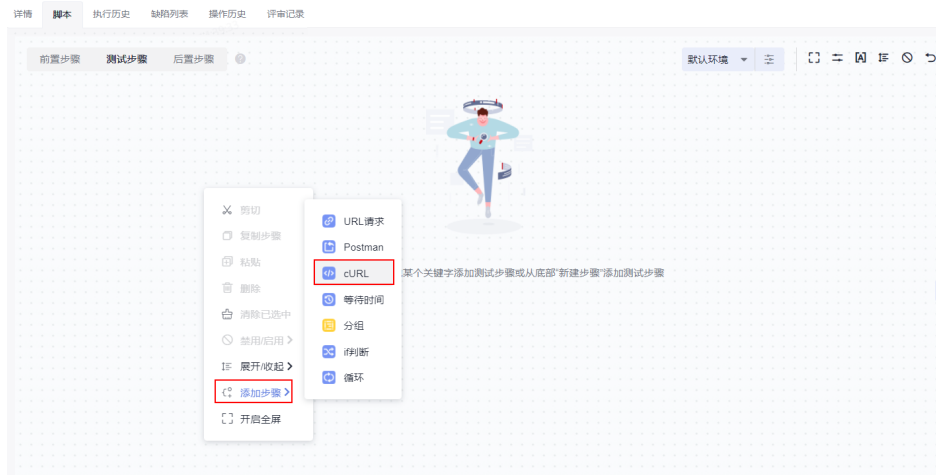 详情 脚本 执行历史 缺陷列表 操作历史 评审记录
前置步骤 测试步骤 后置步骤 默认环境
剪切
复制步骤
粘贴
删除
清除已选中
禁用/启用
展开/收起
添加步骤
开启全屏
URL请求
Postman
cURL
等待时间
分组
if判断
循环
某个关键字添加测试步骤或从底部"新建步骤"添加测试步骤